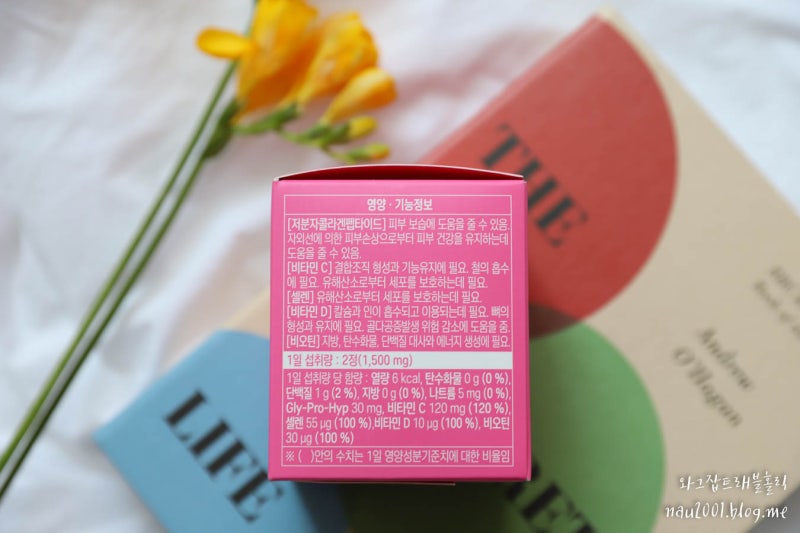 영양 · 기능정보
[저분자콜라겐펩타이드] 피부 보습에 도움을 줄 수 있음.
자외선에 의한 피부손상으로부터 피부 건강을 유지하는데
도움을 줄 수 있음.
[비타민 C] 결합조직 형성과 기능유지에 필요. 철의 흡수
에 필요. 유해산소로부터 세포를 보호하는데 필요.
[셀렌] 유해산소로부터 세포를 보호하는데 필요.
[비타민 D] 칼슘과 인이 흡수되고 이용되는데 필요. 뼈의
형성과 유지에 필요. 골다공증발생 위험 감소에 도움을 줌.
[비오틴] 지방, 탄수화물, 단백질 대사와 에너지 생성에 필요.
1일 섭취량 : 2정(1,500 mg)
1일 섭취량 당 함량 : 열량 6 kcal, 탄수화물 0 g (0 %),
단백질 1 g (2 %), 지방 0 g (0 %), 나트륨 5 mg (0 %),
Gly-Pro-Hyp 30 mg, 비타민 C 120 mg (120 %),
셀렌 55 μg (100 %), 비타민 D 10 μg (100 %), 비오틴
30 μg (100 %)
※ ( )안의 수치는 1일 영양성분기준치에 대한 비율임
THE
LIFE
Andrew
O'Hagan
와그잡트래블홀릭
nau2001.blog.me